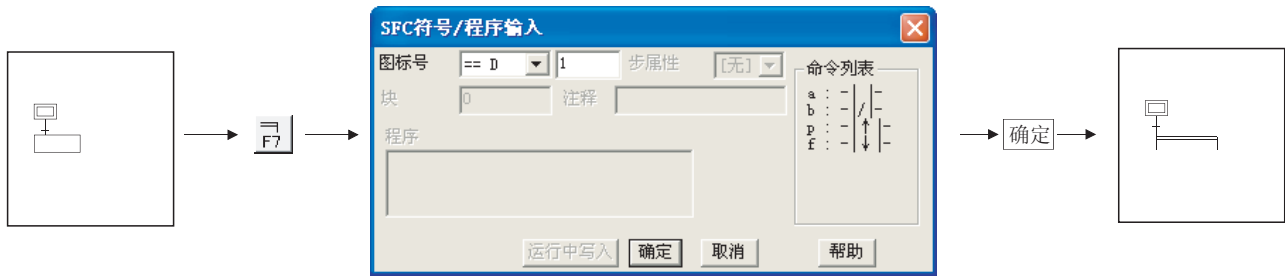 SFC符号/程序输入
图标号 == D 1 步属性 [无]
块 0 注释
程序
命令列表
a : -| |-
b : -|/|-
p : -|↑|-
f : -|↓|-
F7
运行中写入 确定 取消 帮助
确定